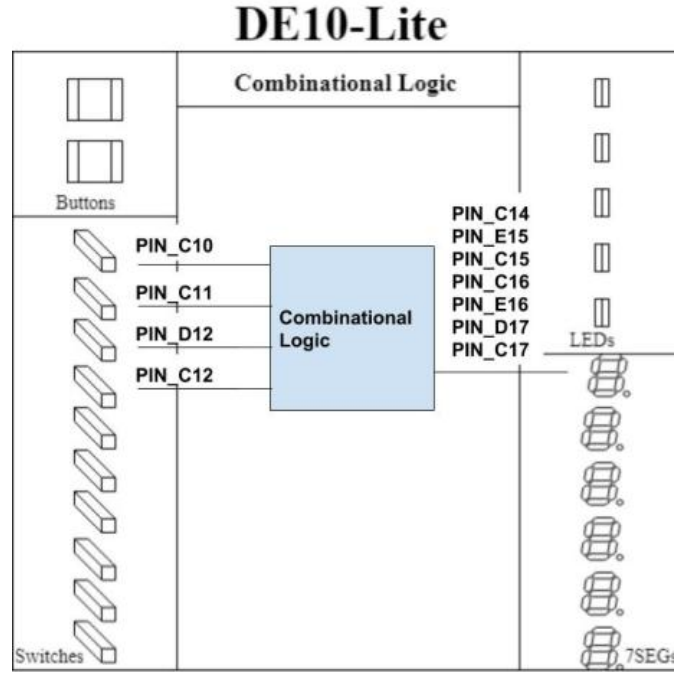 DE10-Lite
Combinational Logic
Buttons
PIN_C10
PIN_C11
PIN_D12
PIN_C12
Combinational
Logic
PIN_C14
PIN_E15
PIN_C15
PIN_C16
PIN_E16
PIN_D17
PIN_C17
LEDs
Switches
7SEGs